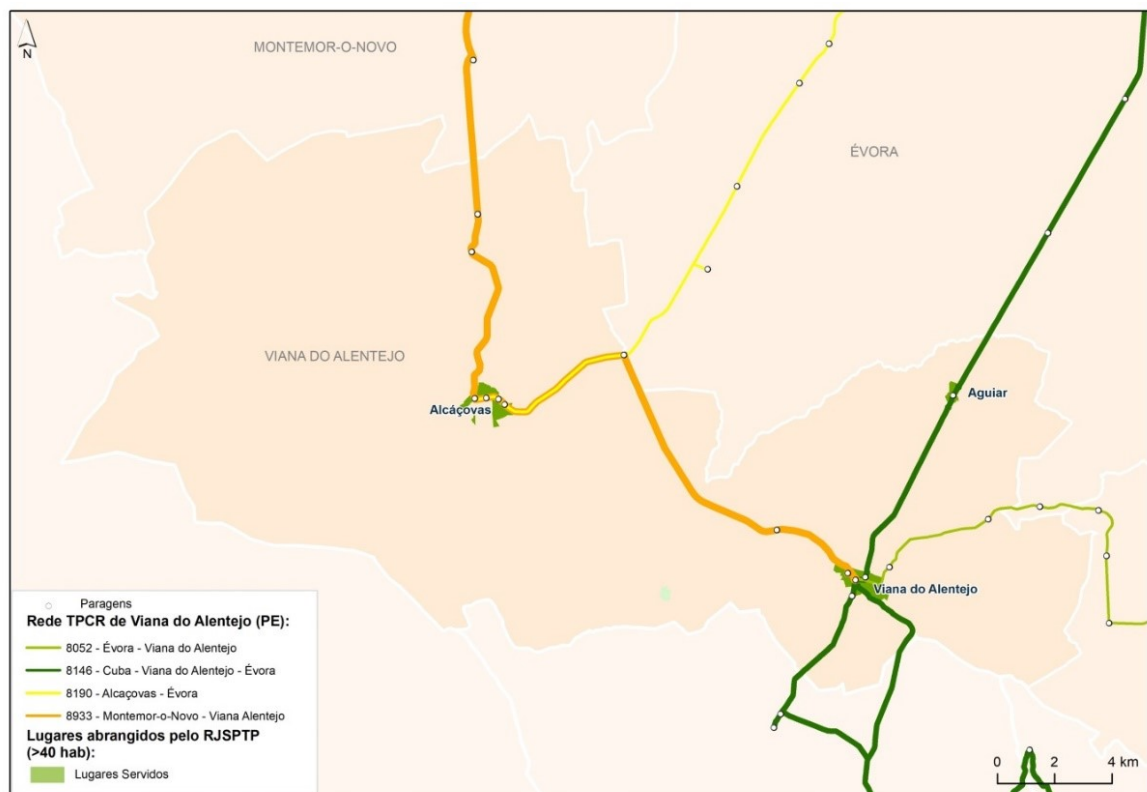 N
MONTEMOR-O-NOVO
ÉVORA
VIANA DO ALENTEJO
Alcáçovas
Aguiar
Viana do Alentejo
Paragens
Rede TPCR de Viana do Alentejo (PE):
8052 - Évora - Viana do Alentejo
8146 - Cuba - Viana do Alentejo - Évora
8190 - Alcaçovas - Évora
8933 - Montemor-o-Novo - Viana Alentejo
Lugares abrangidos pelo RJSPTP
(>40 hab):
Lugares Servidos
0 2 4 km